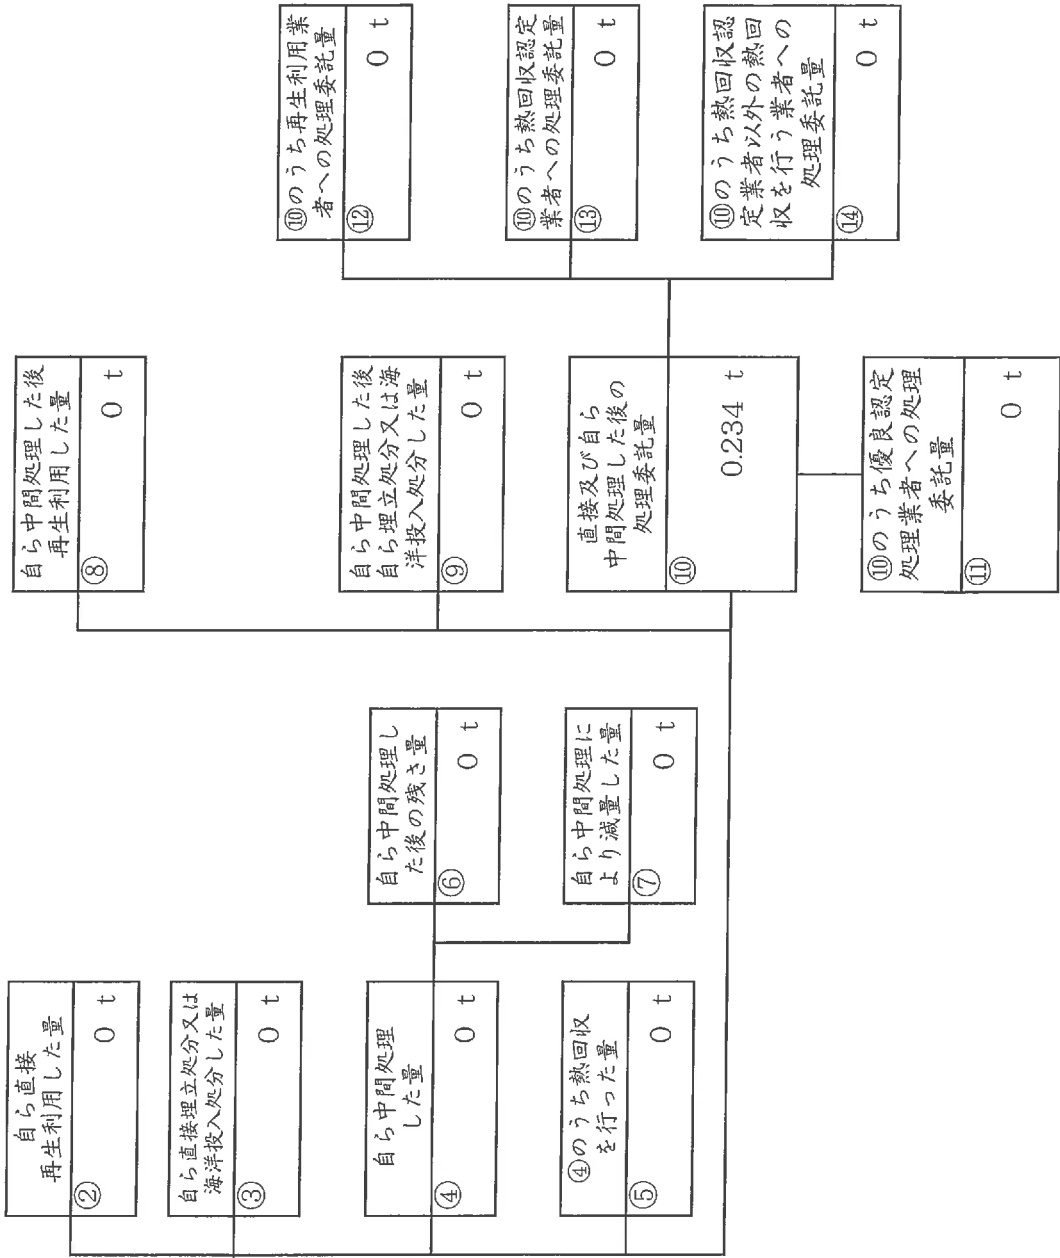 自ら直接
再生利用した量
②
0 t
自ら直接埋立処分又は
海洋投入処分した量
③
0 t
自ら中間処理
した量
④
0 t
④のうち熱回収
を行った量
⑤
0 t
自ら中間処理し
た後の残さ量
⑥
0 t
自ら中間処理に
より減量した量
⑦
0 t
自ら中間処理した後
再生利用した量
⑧
0 t
自ら中間処理した後
自ら埋立処分又は海
洋投入処分した量
⑨
0 t
直接及び自ら
中間処理した後の
処理委託量
⑩
0.234 t
⑩のうち優良認定
処理業者への処理
委託量
⑪
0 t
⑩のうち再生利用業
者への処理委託量
⑫
0 t
⑩のうち熱回収認定
業者への処理委託量
⑬
0 t
⑩のうち熱回収認
定業者以外の熱回
収を行う業者への
処理委託量
⑭
0 t